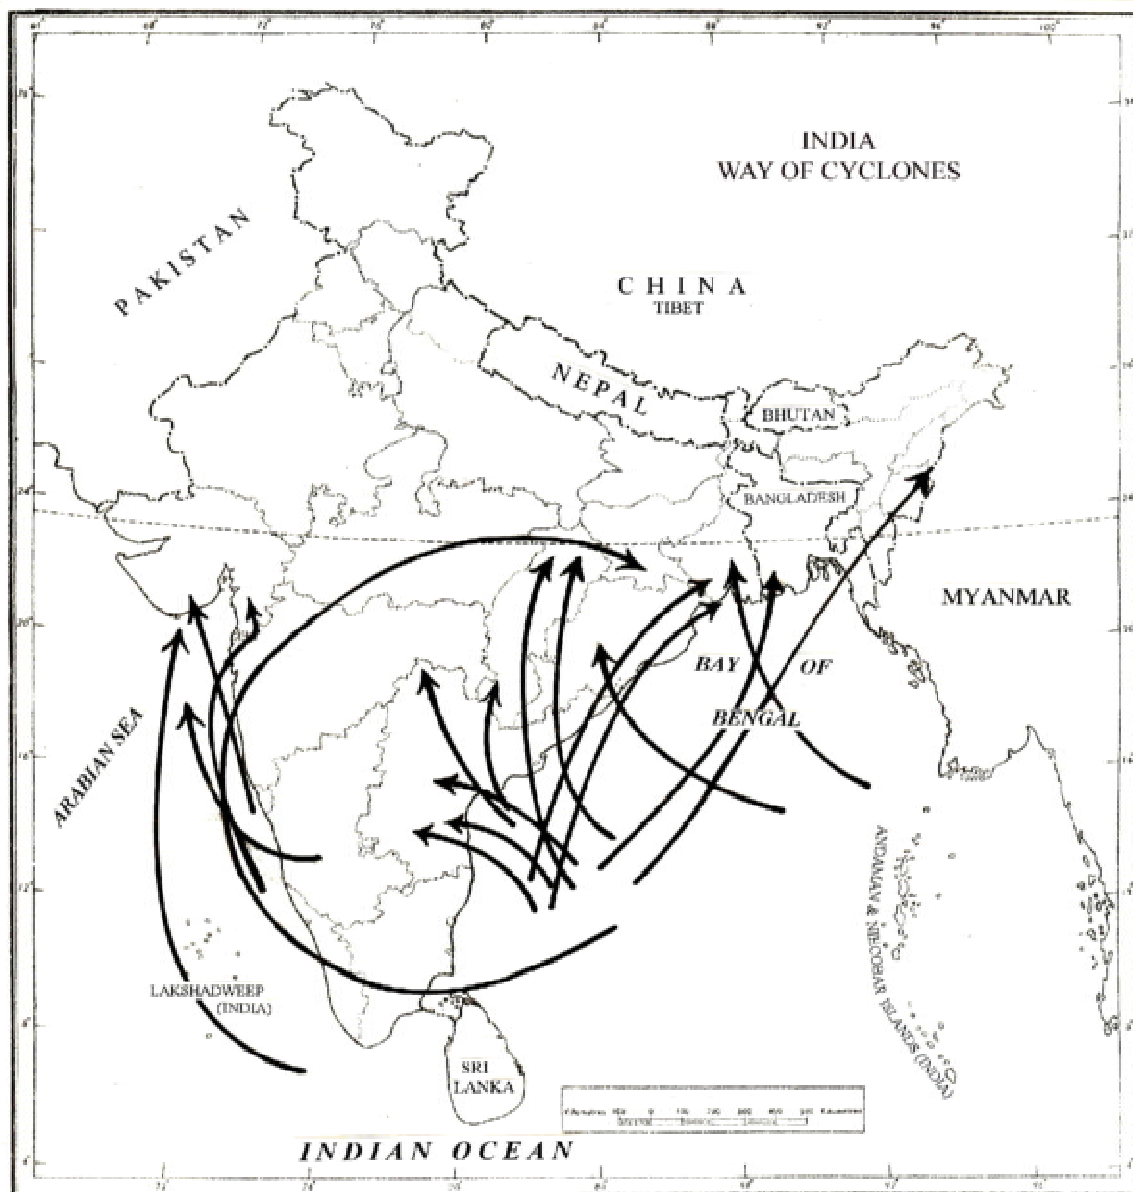 INDIA
WAY OF CYCLONES
PAKISTAN
CHINA
TIBET
NEPAL
BHUTAN
BANGLADESH
MYANMAR
BAY OF
BENGAL
ARABIAN SEA
ANDAMAN & NICOBAR ISLANDS (INDIA)
LAKSHADWEEP
(INDIA)
SRI
LANKA
INDIAN OCEAN